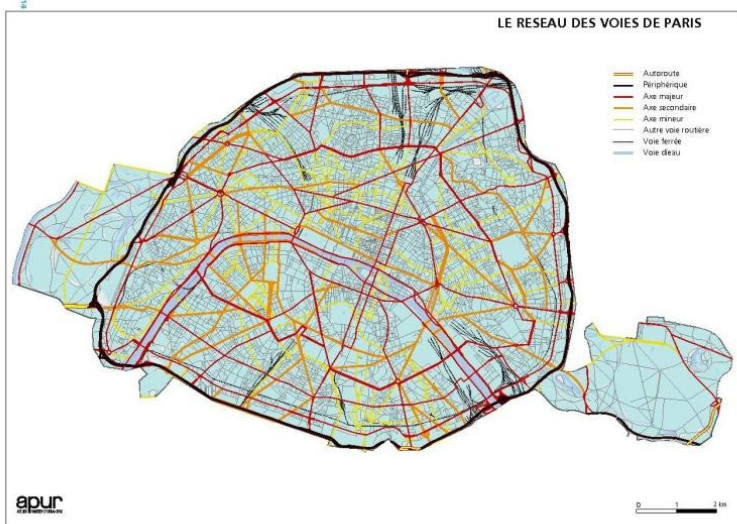 14
LE RESEAU DES VOIES DE PARIS
Autoroute
Périphérique
Axe majeur
Axe secondaire
Axe mineur
Autre voie routière
Voie ferrée
Voie d'eau
apur
0 1 2 km